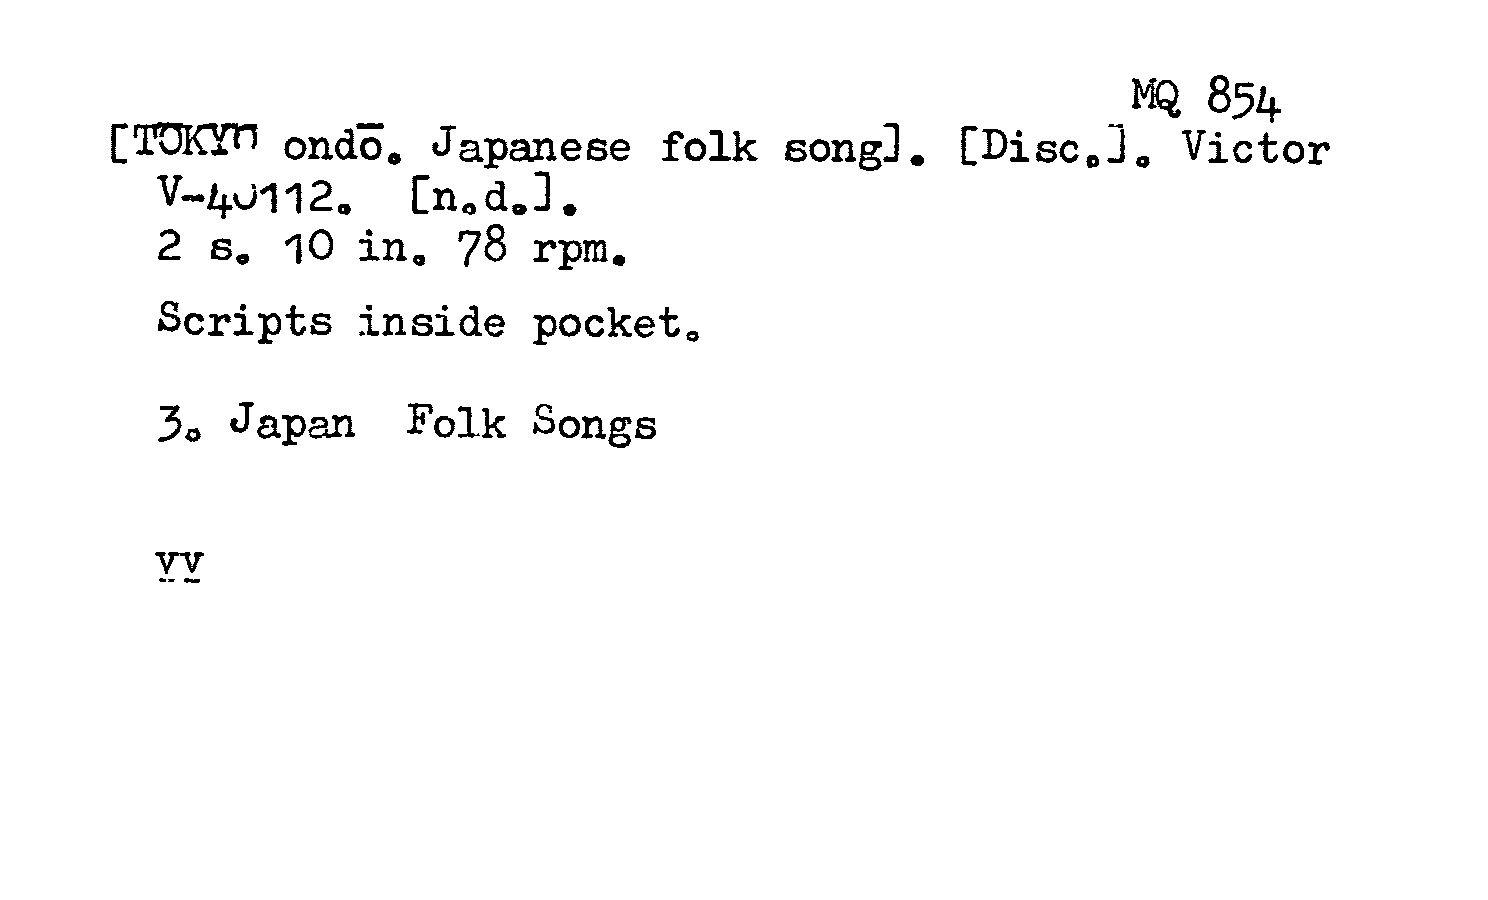 MQ 854
[TŌKYŌ ondō. Japanese folk song]. [Disc.]. Victor
V-40112. [n.d.].
2 s. 10 in. 78 rpm.
Scripts inside pocket.
3. Japan Folk Songs
vv